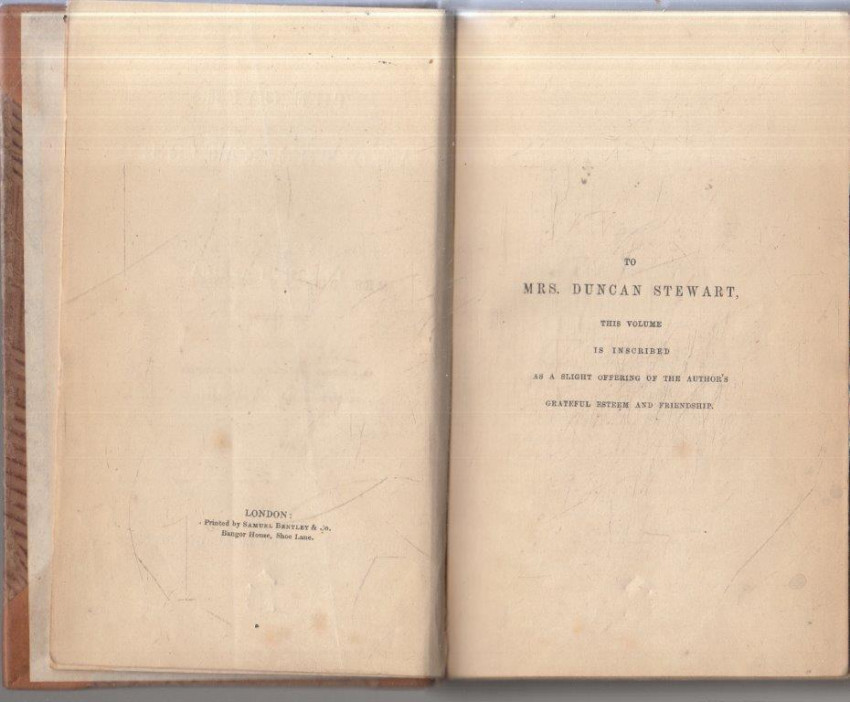 LONDON:
Printed by SAMUEL BENTLEY & Co.
Bangor House, Shoe Lane.
TO
MRS. DUNCAN STEWART,
THIS VOLUME
IS INSCRIBED
AS A SLIGHT OFFERING OF THE AUTHOR'S
GRATEFUL ESTEEM AND FRIENDSHIP.